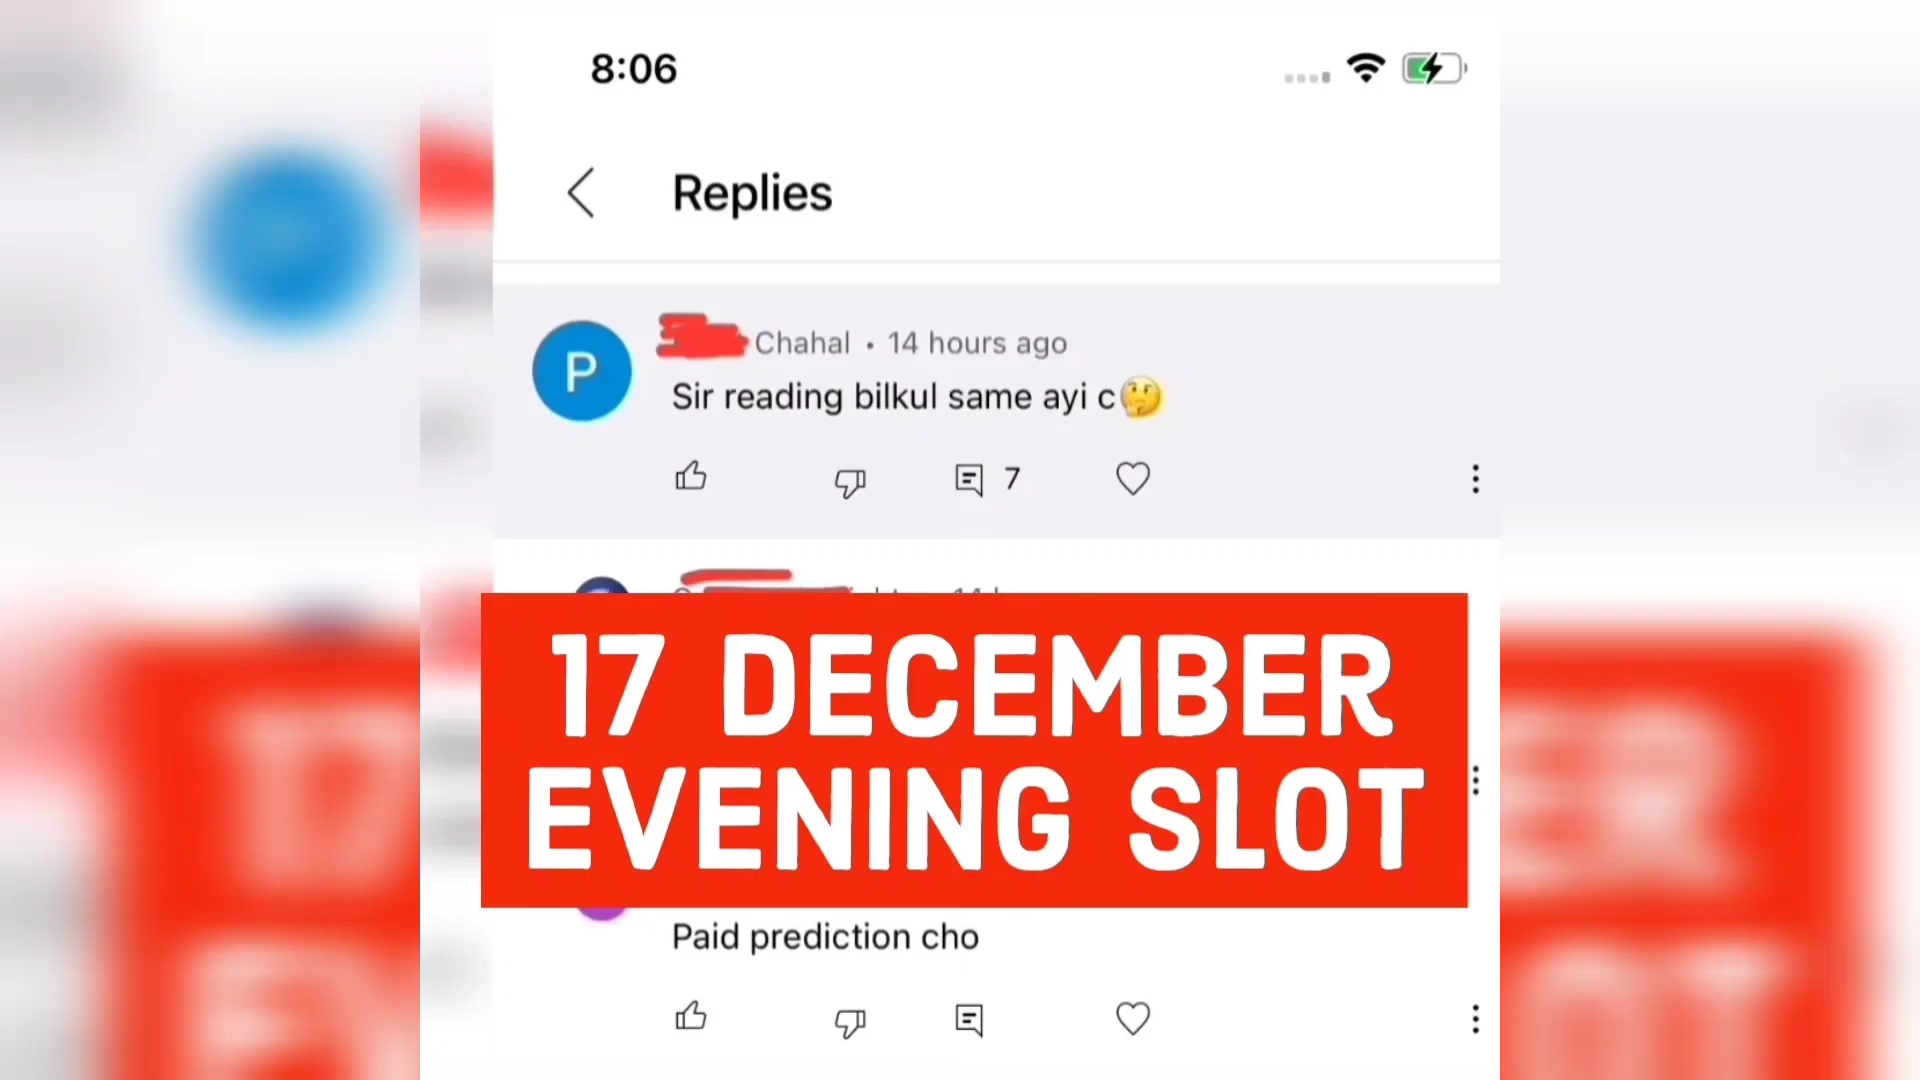 8:06
Replies
P
Chahal • 14 hours ago
Sir reading bilkul same ayi c🤔
7
17 DECEMBER
EVENING SLOT
Paid prediction cho